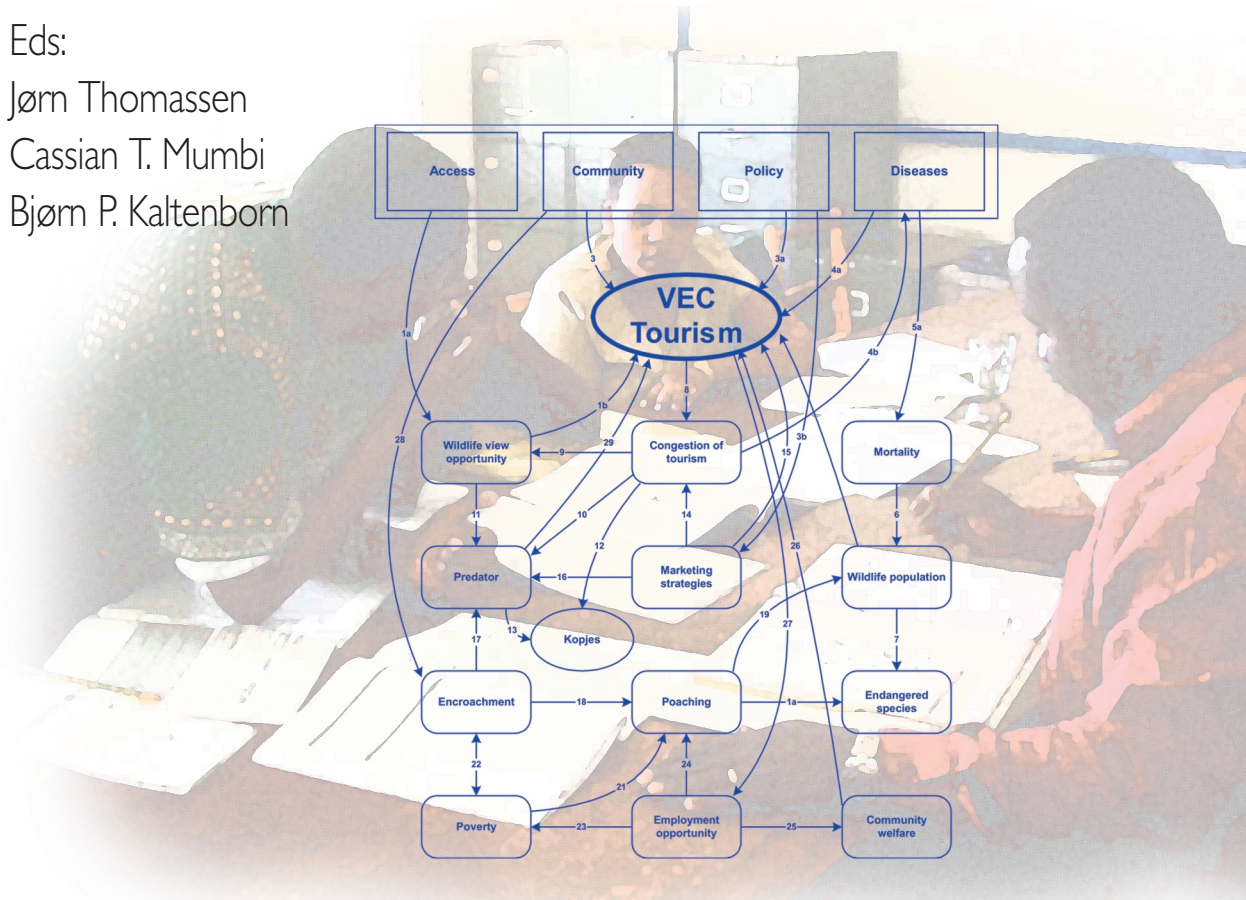 Eds:
Jørn Thomassen
Cassian T. Mumbi
Bjørn P. Kaltenborn
Access
Community
Policy
Diseases
3
3a
4a
VEC
Tourism
1a
5a
4b
8
1b
28
29
3b
Wildlife view
opportunity
9
Congestion of
tourism
15
Mortality
11
10
14
6
12
26
Predator
16
Marketing
strategies
Wildlife population
19
27
17
13
Kopjes
7
Encroachment
18
Poaching
1a
Endangered
species
22
24
21
Poverty
23
Employment
opportunity
25
Community
welfare